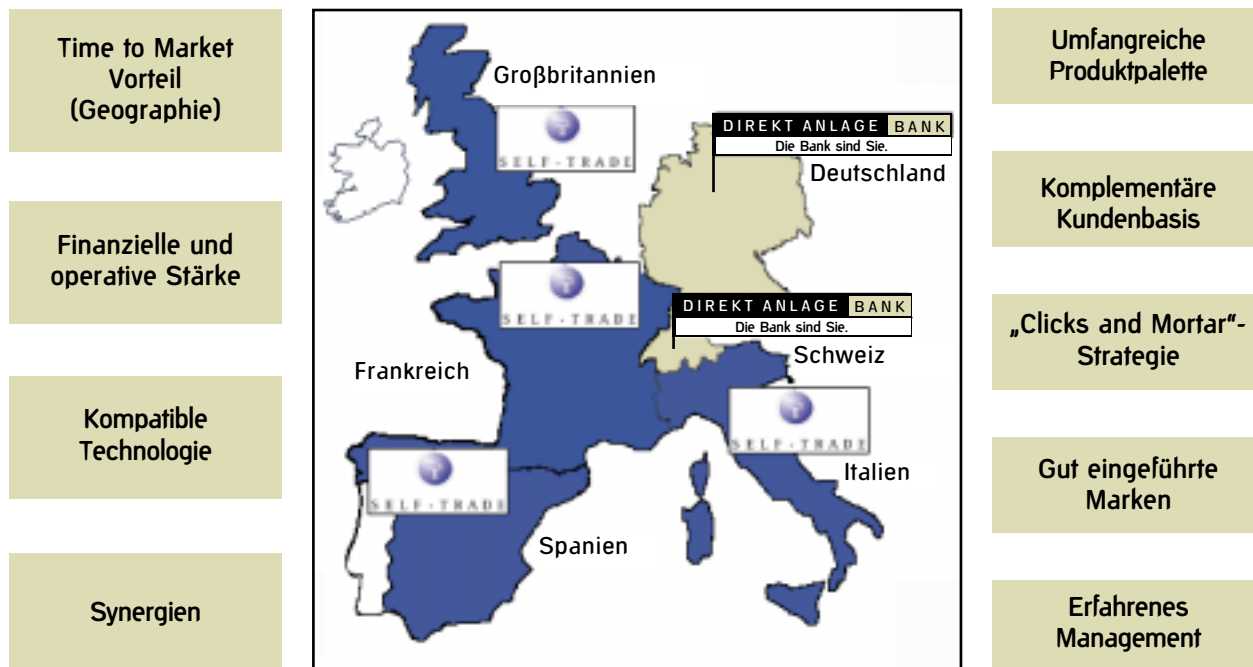 Time to Market
Vorteil
(Geographie)
Finanzielle und
operative Stärke
Kompatible
Technologie
Synergien
Großbritannien
SELF-TRADE
DIREKT ANLAGE BANK
Die Bank sind Sie.
Deutschland
SELF-TRADE
DIREKT ANLAGE BANK
Die Bank sind Sie.
Schweiz
Frankreich
SELF-TRADE
Italien
SELF-TRADE
Spanien
Umfangreiche
Produktpalette
Komplementäre
Kundenbasis
„Clicks and Mortar“-
Strategie
Gut eingeführte
Marken
Erfahrenes
Management